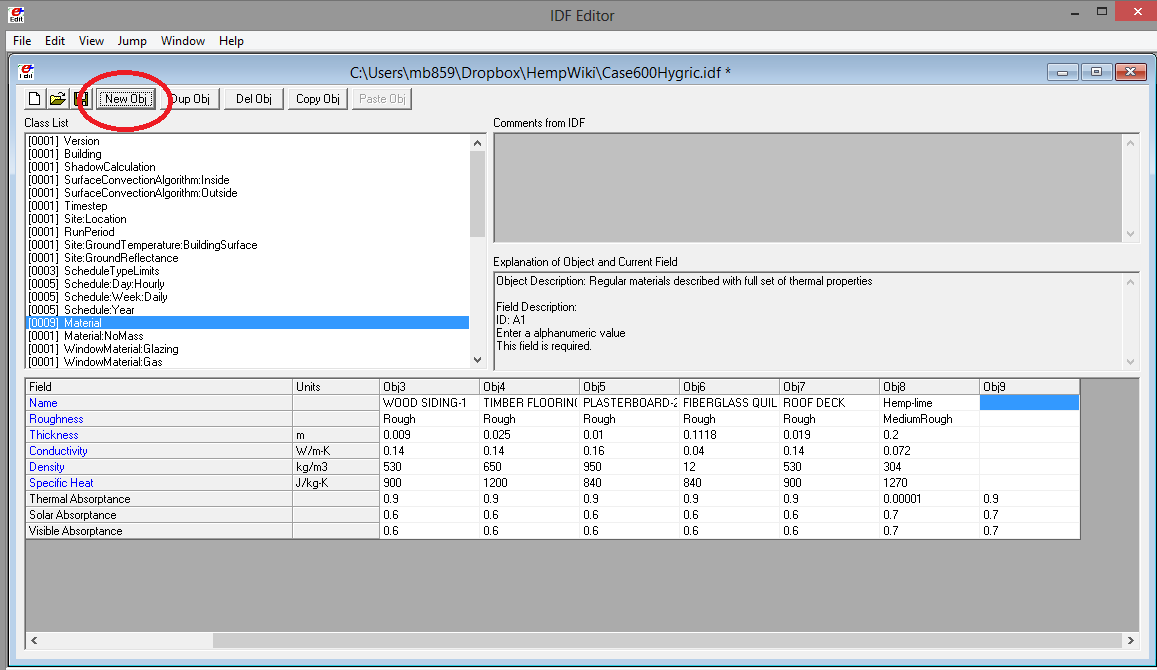 IDF Editor
File Edit View Jump Window Help
C:\Users\mb859\Dropbox\HempWiki\Case600Hygric.idf *
New Obj Dup Obj Del Obj Copy Obj Paste Obj
Class List
[0001] Version
[0001] Building
[0001] ShadowCalculation
[0001] SurfaceConvectionAlgorithm:Inside
[0001] SurfaceConvectionAlgorithm:Outside
[0001] Timestep
[0001] Site:Location
[0001] RunPeriod
[0001] Site:GroundTemperature:BuildingSurface
[0001] Site:GroundReflectance
[0003] ScheduleTypeLimits
[0005] Schedule:Day:Hourly
[0005] Schedule:Week:Daily
[0005] Schedule:Year
[0009] Material
[0001] Material:NoMass
[0001] WindowMaterial:Glazing
[0001] WindowMaterial:Gas
Comments from IDF
Explanation of Object and Current Field
Object Description: Regular materials described with full set of thermal properties
Field Description:
ID: A1
Enter a alphanumeric value
This field is required.
Field Units Obj3 Obj4 Obj5 Obj6 Obj7 Obj8 Obj9
Name WOOD SIDING-1 TIMBER FLOORING PLASTERBOARD-2 FIBERGLASS QUIL ROOF DECK Hemp-lime
Roughness Rough Rough Rough Rough Rough MediumRough
Thickness m 0.009 0.025 0.01 0.1118 0.019 0.2
Conductivity W/m-K 0.14 0.14 0.16 0.04 0.14 0.072
Density kg/m3 530 650 950 12 530 304
Specific Heat J/kg-K 900 1200 840 840 900 1270
Thermal Absorptance 0.9 0.9 0.9 0.9 0.9 0.00001 0.9
Solar Absorptance 0.6 0.6 0.6 0.6 0.6 0.7 0.7
Visible Absorptance 0.6 0.6 0.6 0.6 0.6 0.7 0.7